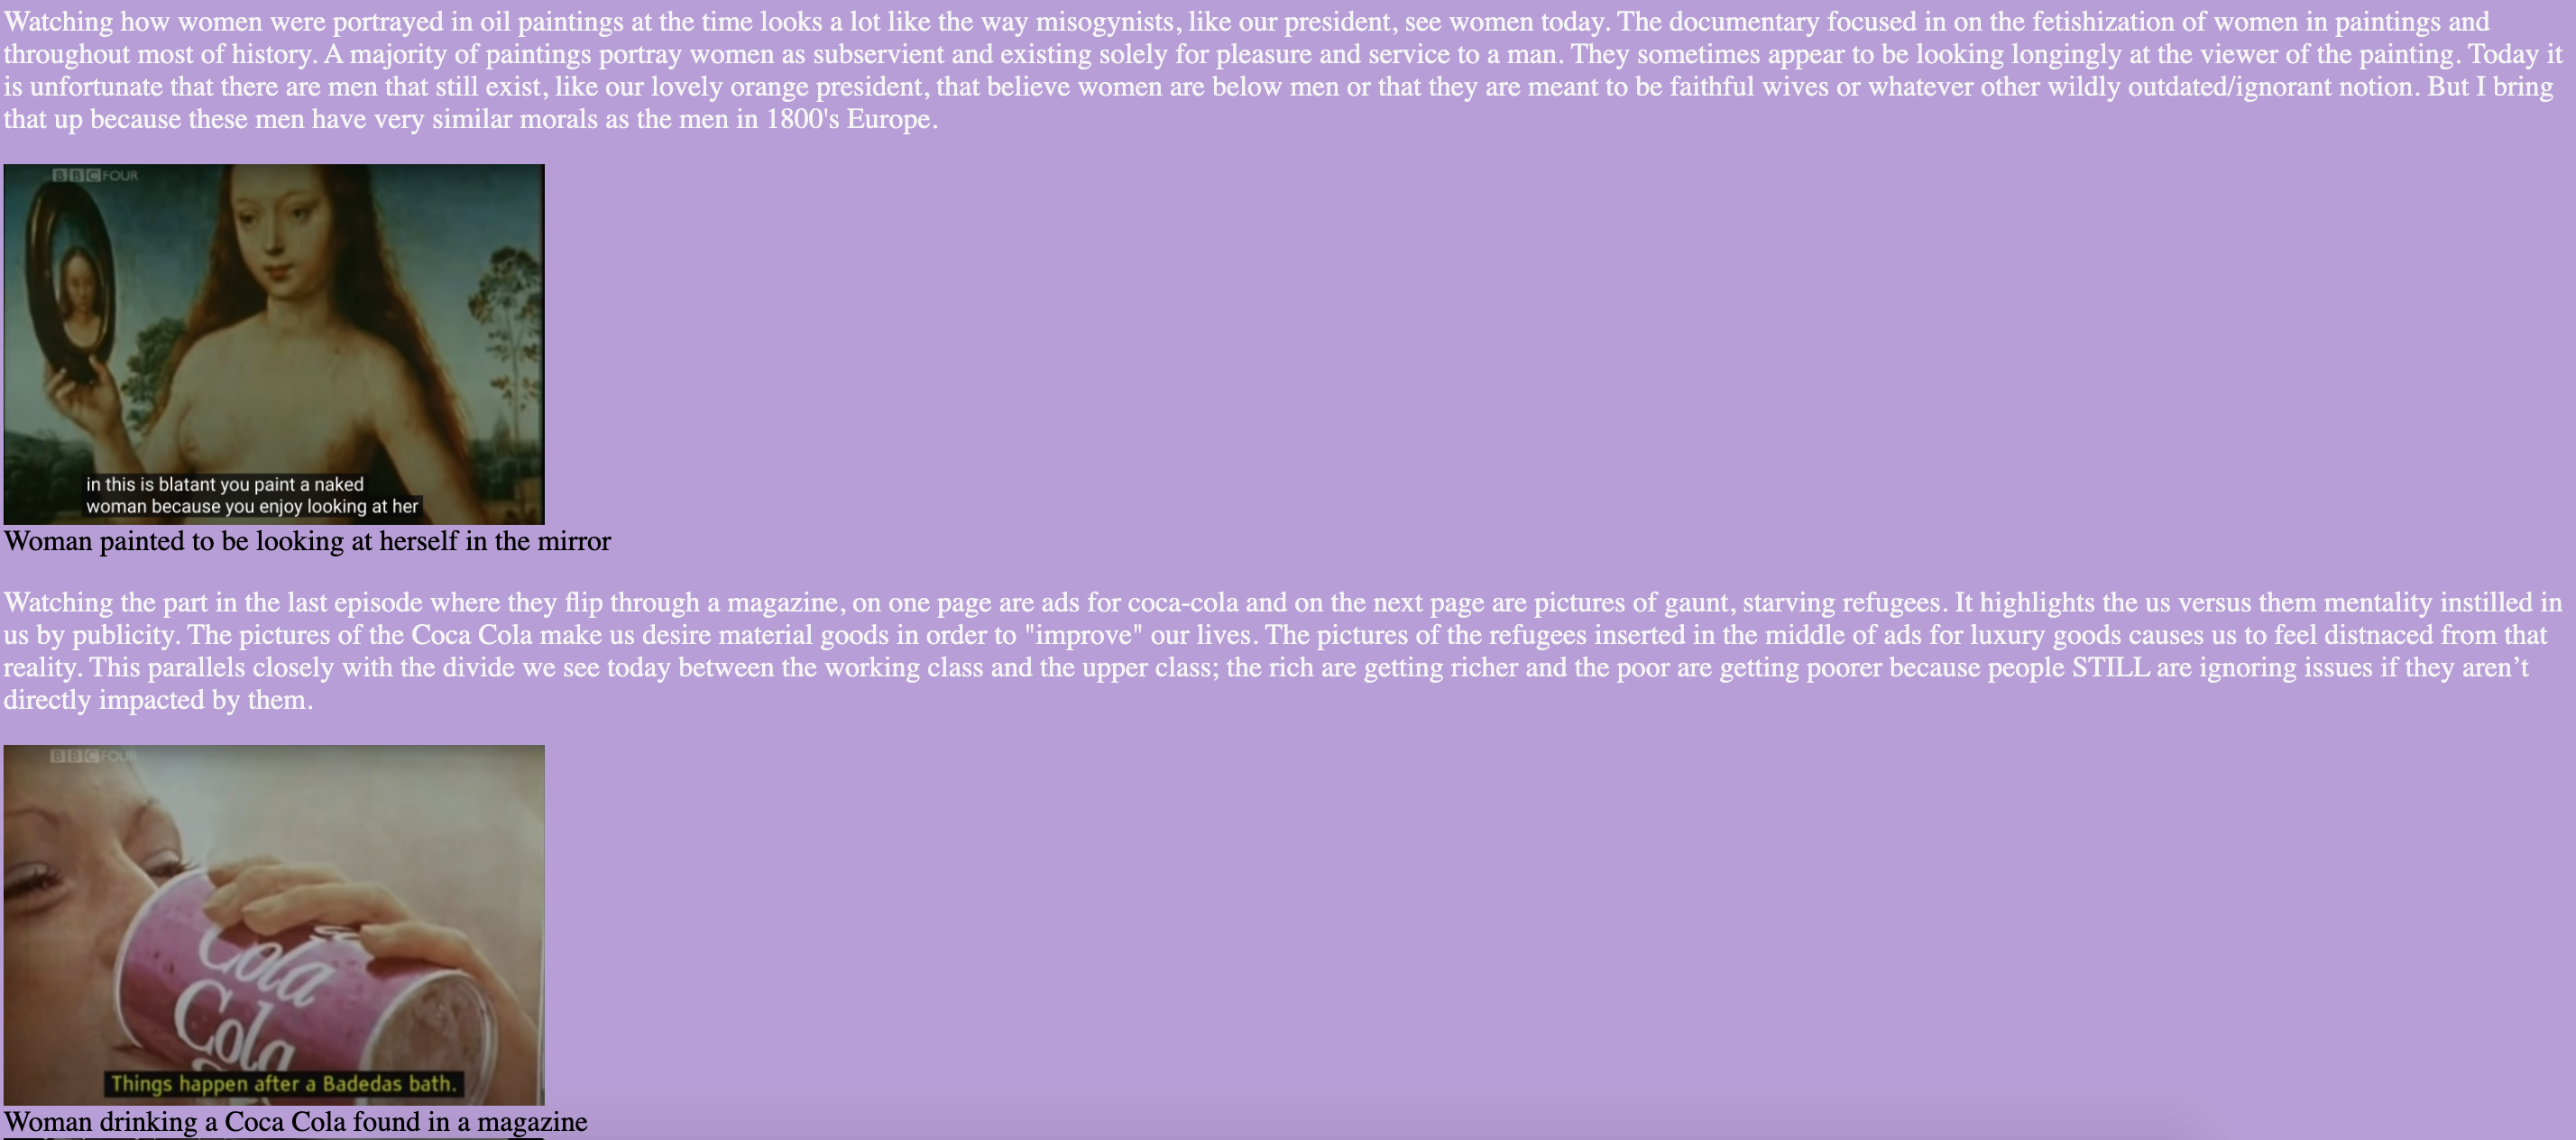 Watching how women were portrayed in oil paintings at the time looks a lot like the way misogynists, like our president, see women today. The documentary focused in on the fetishization of women in paintings and
throughout most of history. A majority of paintings portray women as subservient and existing solely for pleasure and service to a man. They sometimes appear to be looking longingly at the viewer of the painting. Today it
is unfortunate that there are men that still exist, like our lovely orange president, that believe women are below men or that they are meant to be faithful wives or whatever other wildly outdated/ignorant notion. But I bring
that up because these men have very similar morals as the men in 1800's Europe.
BBC FOUR
in this is blatant you paint a naked
woman because you enjoy looking at her
Woman painted to be looking at herself in the mirror
Watching the part in the last episode where they flip through a magazine, on one page are ads for coca-cola and on the next page are pictures of gaunt, starving refugees. It highlights the us versus them mentality instilled in
us by publicity. The pictures of the Coca Cola make us desire material goods in order to "improve" our lives. The pictures of the refugees inserted in the middle of ads for luxury goods causes us to feel distnaced from that
reality. This parallels closely with the divide we see today between the working class and the upper class; the rich are getting richer and the poor are getting poorer because people STILL are ignoring issues if they aren’t
directly impacted by them.
BBC FOUR
Cola
Cola
Things happen after a Badedas bath.
Woman drinking a Coca Cola found in a magazine